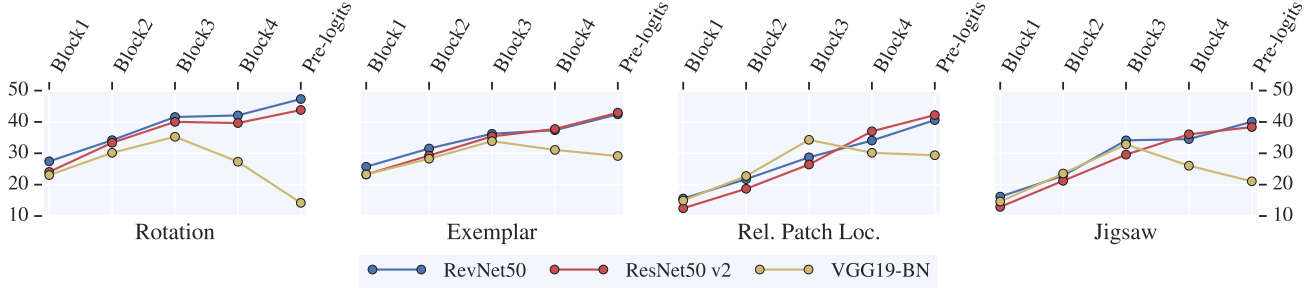 Block1 Block2 Block3 Block4 Pre-logits Block1 Block2 Block3 Block4 Pre-logits Block1 Block2 Block3 Block4 Pre-logits Block1 Block2 Block3 Block4 Pre-logits
50 50
40 40
30 30
20 20
10 10
Rotation Exemplar Rel. Patch Loc. Jigsaw
RevNet50 ResNet50 v2 VGG19-BN